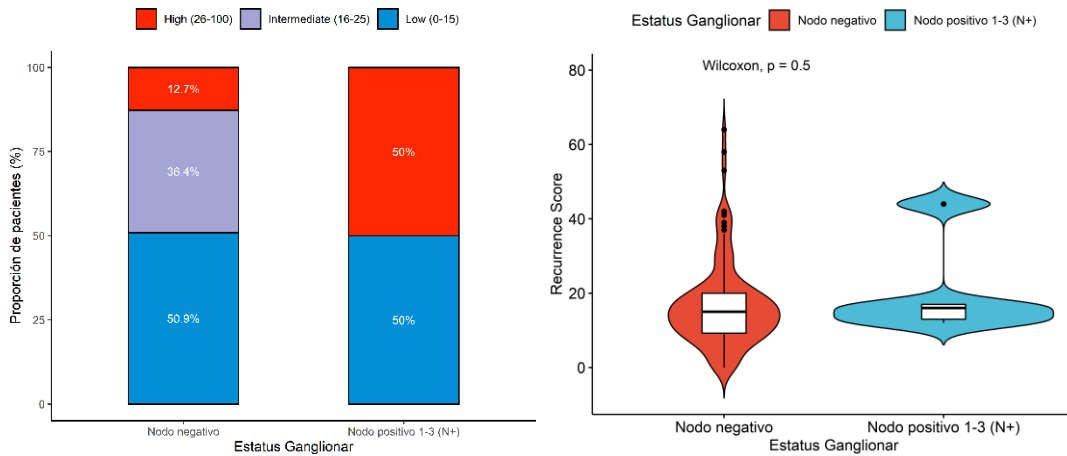 High (26-100) Intermediate (16-25) Low (0-15)
Proporción de pacientes (%)
100
75
50
25
0
12.7%
36.4%
50.9%
50%
50%
Nodo negativo Nodo positivo 1-3 (N+)
Estatus Ganglionar
Estatus Ganglionar Nodo negativo Nodo positivo 1-3 (N+)
Wilcoxon, p = 0.5
Recurrence Score
80
60
40
20
0
Nodo negativo Nodo positivo 1-3 (N+)
Estatus Ganglionar